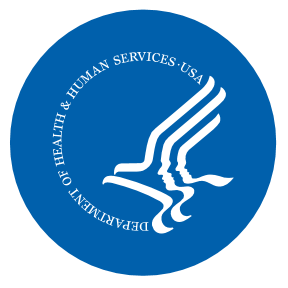 DEPARTMENT OF HEALTH & HUMAN SERVICES · USA